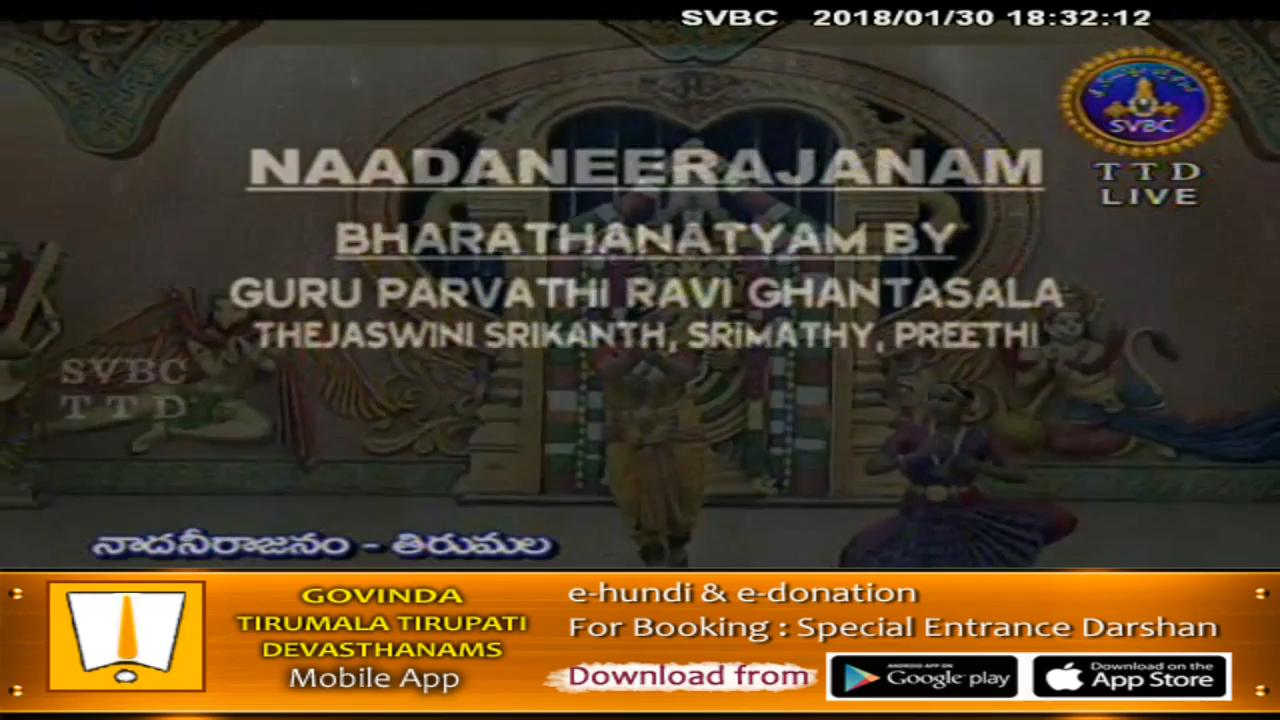 SVBC 2018/01/30 18:32:12
SVBC
TTD
LIVE
NAADANEERAJANAM
BHARATHANATYAM BY
GURU PARVATHI RAVI GHANTASALA
THEJASWINI SRIKANTH, SRIMATHY, PREETHI
SVBC
TTD
నాదనీరాజనం - తిరుమల
GOVINDA
TIRUMALA TIRUPATI
DEVASTHANAMS
Mobile App
e-hundi & e-donation
For Booking : Special Entrance Darshan
Download from
ANDROID APP ON
Google play
Download on the
App Store